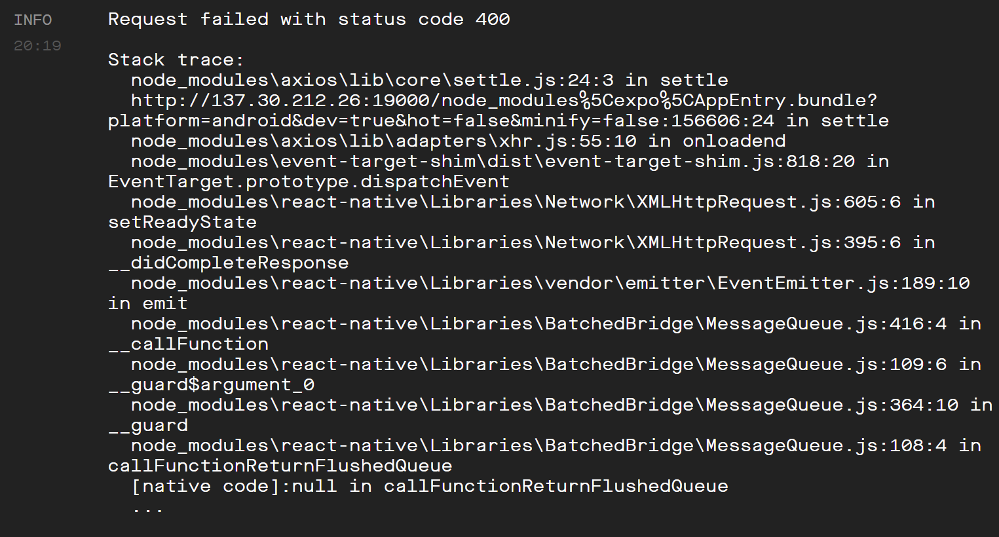 INFO Request failed with status code 400
20:19
Stack trace:
node_modules\axios\lib\core\settle.js:24:3 in settle
http://137.30.212.26:19000/node_modules%5Cexpo%5CAppEntry.bundle?
platform=android&dev=true&hot=false&minify=false:156606:24 in settle
node_modules\axios\lib\adapters\xhr.js:55:10 in onloadend
node_modules\event-target-shim\dist\event-target-shim.js:818:20 in
EventTarget.prototype.dispatchEvent
node_modules\react-native\Libraries\Network\XMLHttpRequest.js:605:6 in
setReadyState
node_modules\react-native\Libraries\Network\XMLHttpRequest.js:395:6 in
__didCompleteResponse
node_modules\react-native\Libraries\vendor\emitter\EventEmitter.js:189:10
in emit
node_modules\react-native\Libraries\BatchedBridge\MessageQueue.js:416:4 in
__callFunction
node_modules\react-native\Libraries\BatchedBridge\MessageQueue.js:109:6 in
__guard$argument_0
node_modules\react-native\Libraries\BatchedBridge\MessageQueue.js:364:10 in
__guard
node_modules\react-native\Libraries\BatchedBridge\MessageQueue.js:108:4 in
callFunctionReturnFlushedQueue
[native code]:null in callFunctionReturnFlushedQueue
...